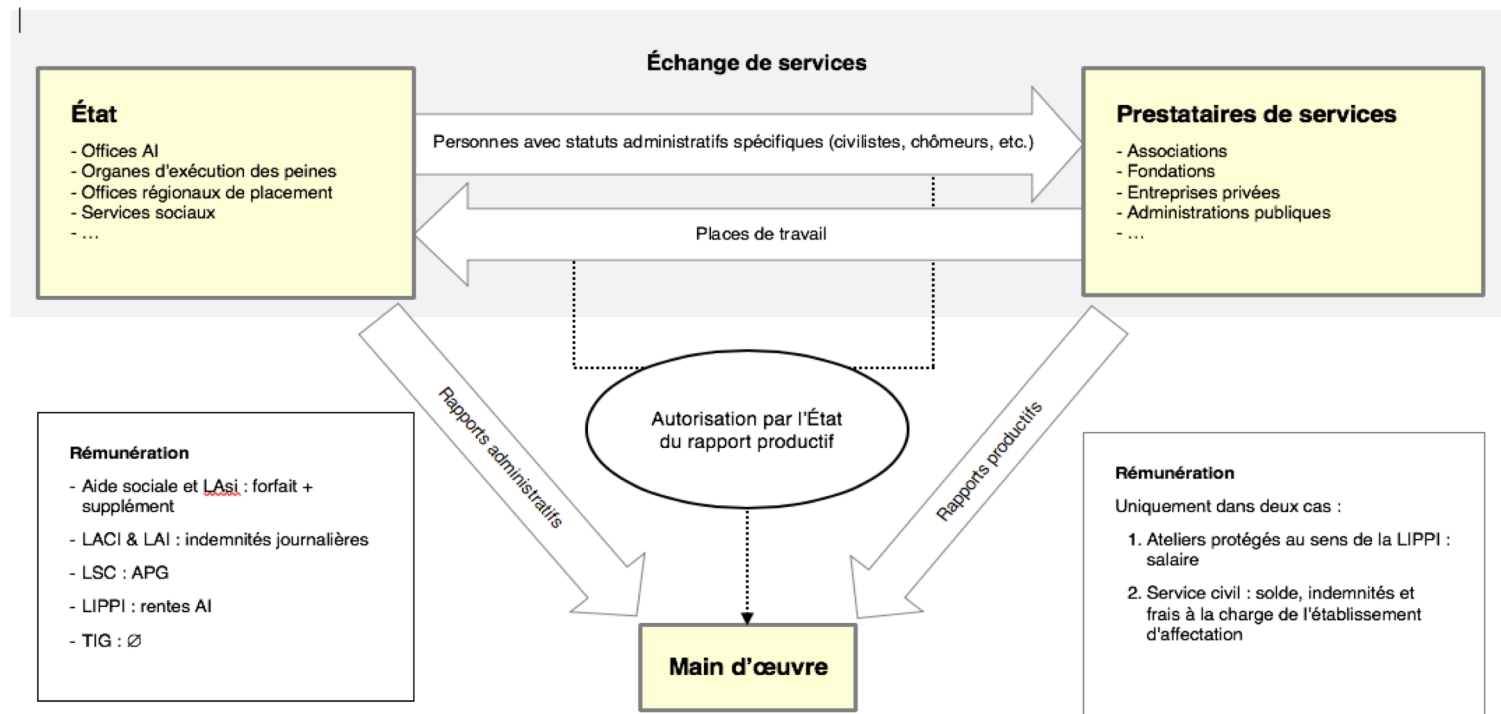 Échange de services
État
- Offices AI
- Organes d'exécution des peines
- Offices régionaux de placement
- Services sociaux
- ...
Personnes avec statuts administratifs spécifiques (civilistes, chômeurs, etc.)
Places de travail
Prestataires de services
- Associations
- Fondations
- Entreprises privées
- Administrations publiques
- ...
Rapports administratifs
Autorisation par l'État
du rapport productif
Rapports productifs
Rémunération
- Aide sociale et LAsi : forfait +
supplément
- LACI & LAI : indemnités journalières
- LSC : APG
- LIPPI : rentes AI
- TIG : ∅
Rémunération
Uniquement dans deux cas :
1. Ateliers protégés au sens de la LIPPI :
salaire
2. Service civil : solde, indemnités et
frais à la charge de l'établissement
d'affectation
Main d'œuvre